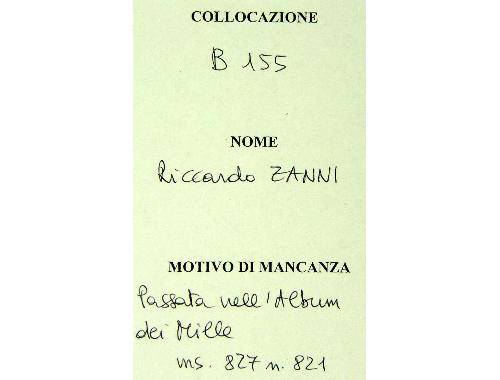 COLLOCAZIONE
B 155
NOME
Riccardo ZANNI
MOTIVO DI MANCANZA
Passata nell'Album
dei Mille
ms. 827 n. 821